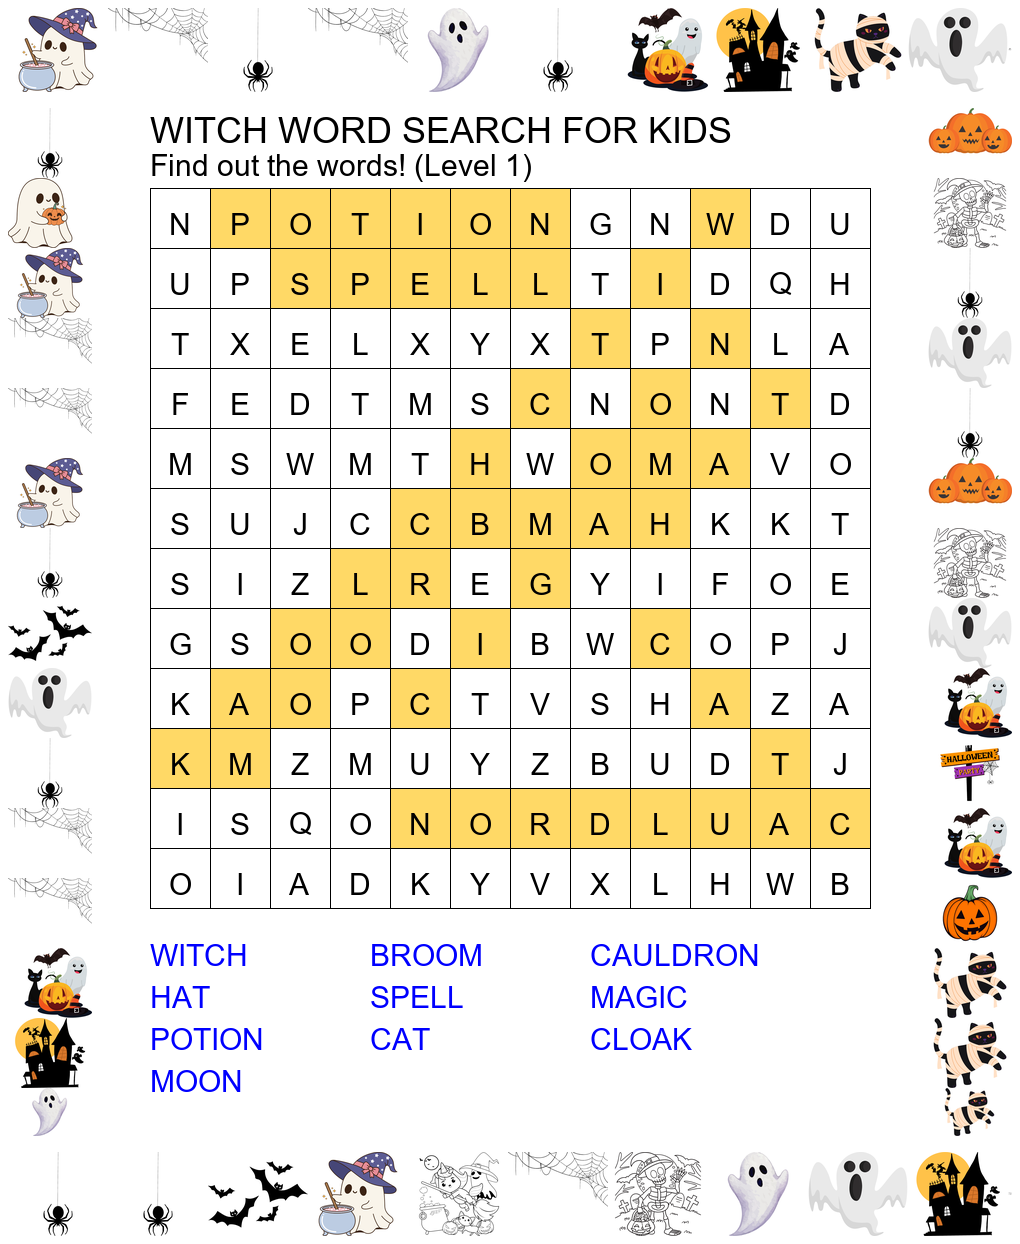 WITCH WORD SEARCH FOR KIDS
Find out the words! (Level 1)
N P O T I O N G N W D U
U P S P E L L T I D Q H
T X E L X Y X T P N L A
F E D T M S C N O N T D
M S W M T H W O M A V O
S U J C C B M A H K K T
S I Z L R E G Y I F O E
G S O O D I B W C O P J
K A O P C T V S H A Z A
K M Z M U Y Z B U D T J
I S Q O N O R D L U A C
O I A D K Y V X L H W B
WITCH BROOM CAULDRON
HAT SPELL MAGIC
POTION CAT CLOAK
MOON
HALLOWEEN
PARTY